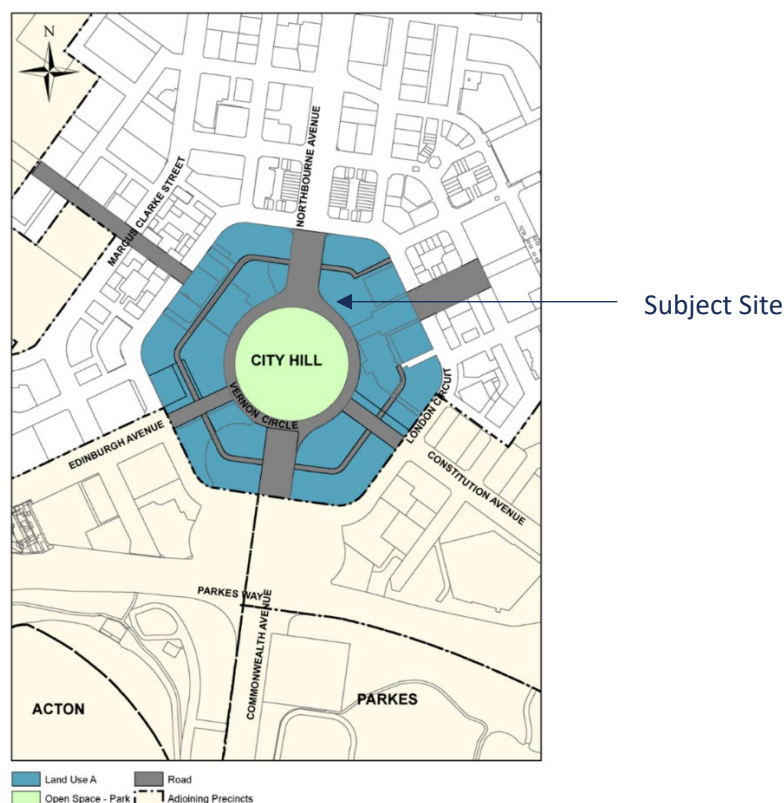 N
NORTHBOURNE AVENUE
MARCUS CLARKE STREET
Subject Site
CITY HILL
VERNON CIRCLE
LONDON CIRCUIT
EDINBURGH AVENUE
CONSTITUTION AVENUE
PARKES WAY
COMMONWEALTH AVENUE
ACTON
PARKES
Land Use A
Road
Open Space - Park
Adjoining Precincts